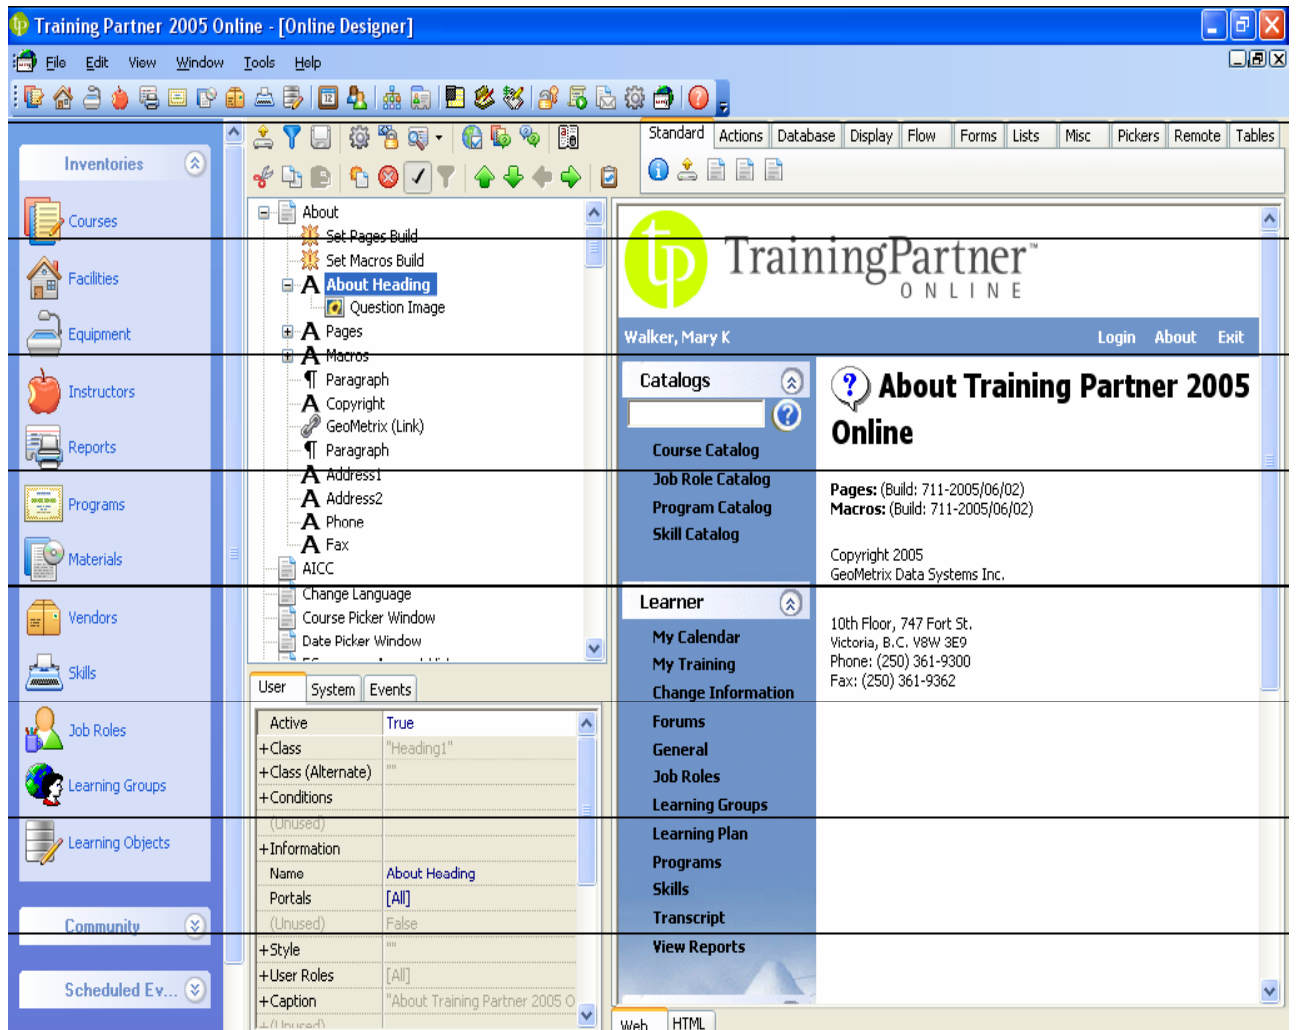 Training Partner 2005 Online - [Online Designer]
File Edit View Window Tools Help
Inventories
Courses
Facilities
Equipment
Instructors
Reports
Programs
Materials
Vendors
Skills
Job Roles
Learning Groups
Learning Objects
Community
Scheduled Ev...
About
Set Pages Build
Set Macros Build
About Heading
Question Image
Pages
Macros
Paragraph
Copyright
GeoMetrix (Link)
Paragraph
Address1
Address2
Phone
Fax
AICC
Change Language
Course Picker Window
Date Picker Window
User System Events
Active True
+Class "Heading1"
+Class (Alternate) ""
+Conditions
(Unused)
+Information
Name About Heading
Portals [All]
(Unused) False
+Style ""
+User Roles [All]
+Caption "About Training Partner 2005 O
+(Unused)
Standard Actions Database Display Flow Forms Lists Misc Pickers Remote Tables
tp TrainingPartner™
ONLINE
Walker, Mary K Login About Exit
Catalogs
Course Catalog
Job Role Catalog
Program Catalog
Skill Catalog
Learner
My Calendar
My Training
Change Information
Forums
General
Job Roles
Learning Groups
Learning Plan
Programs
Skills
Transcript
View Reports
About Training Partner 2005
Online
Pages: (Build: 711-2005/06/02)
Macros: (Build: 711-2005/06/02)
Copyright 2005
GeoMetrix Data Systems Inc.
10th Floor, 747 Fort St.
Victoria, B.C. V8W 3E9
Phone: (250) 361-9300
Fax: (250) 361-9362
Web HTML